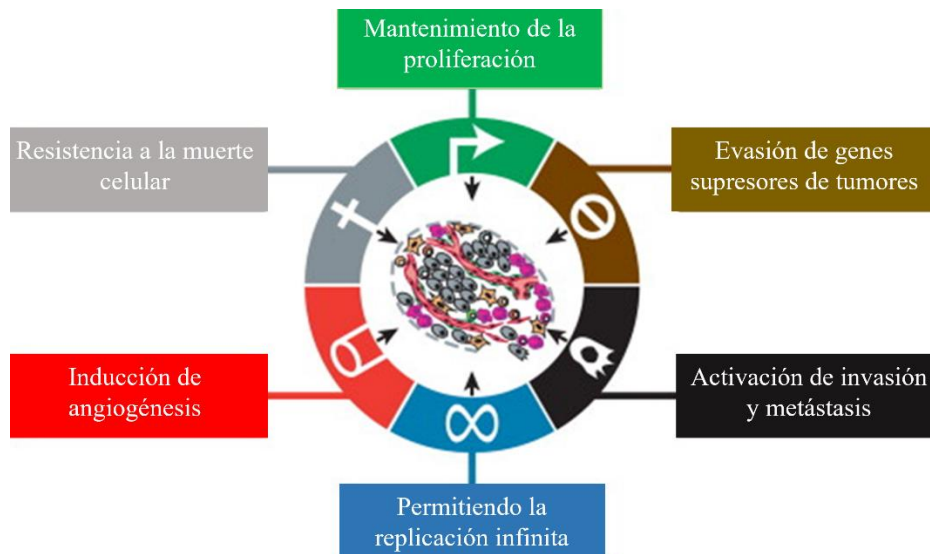 Mantenimiento de la
proliferación
Resistencia a la muerte
celular
Evasión de genes
supresores de tumores
Inducción de
angiogénesis
Activación de invasión
y metástasis
Permitiendo la
replicación infinita